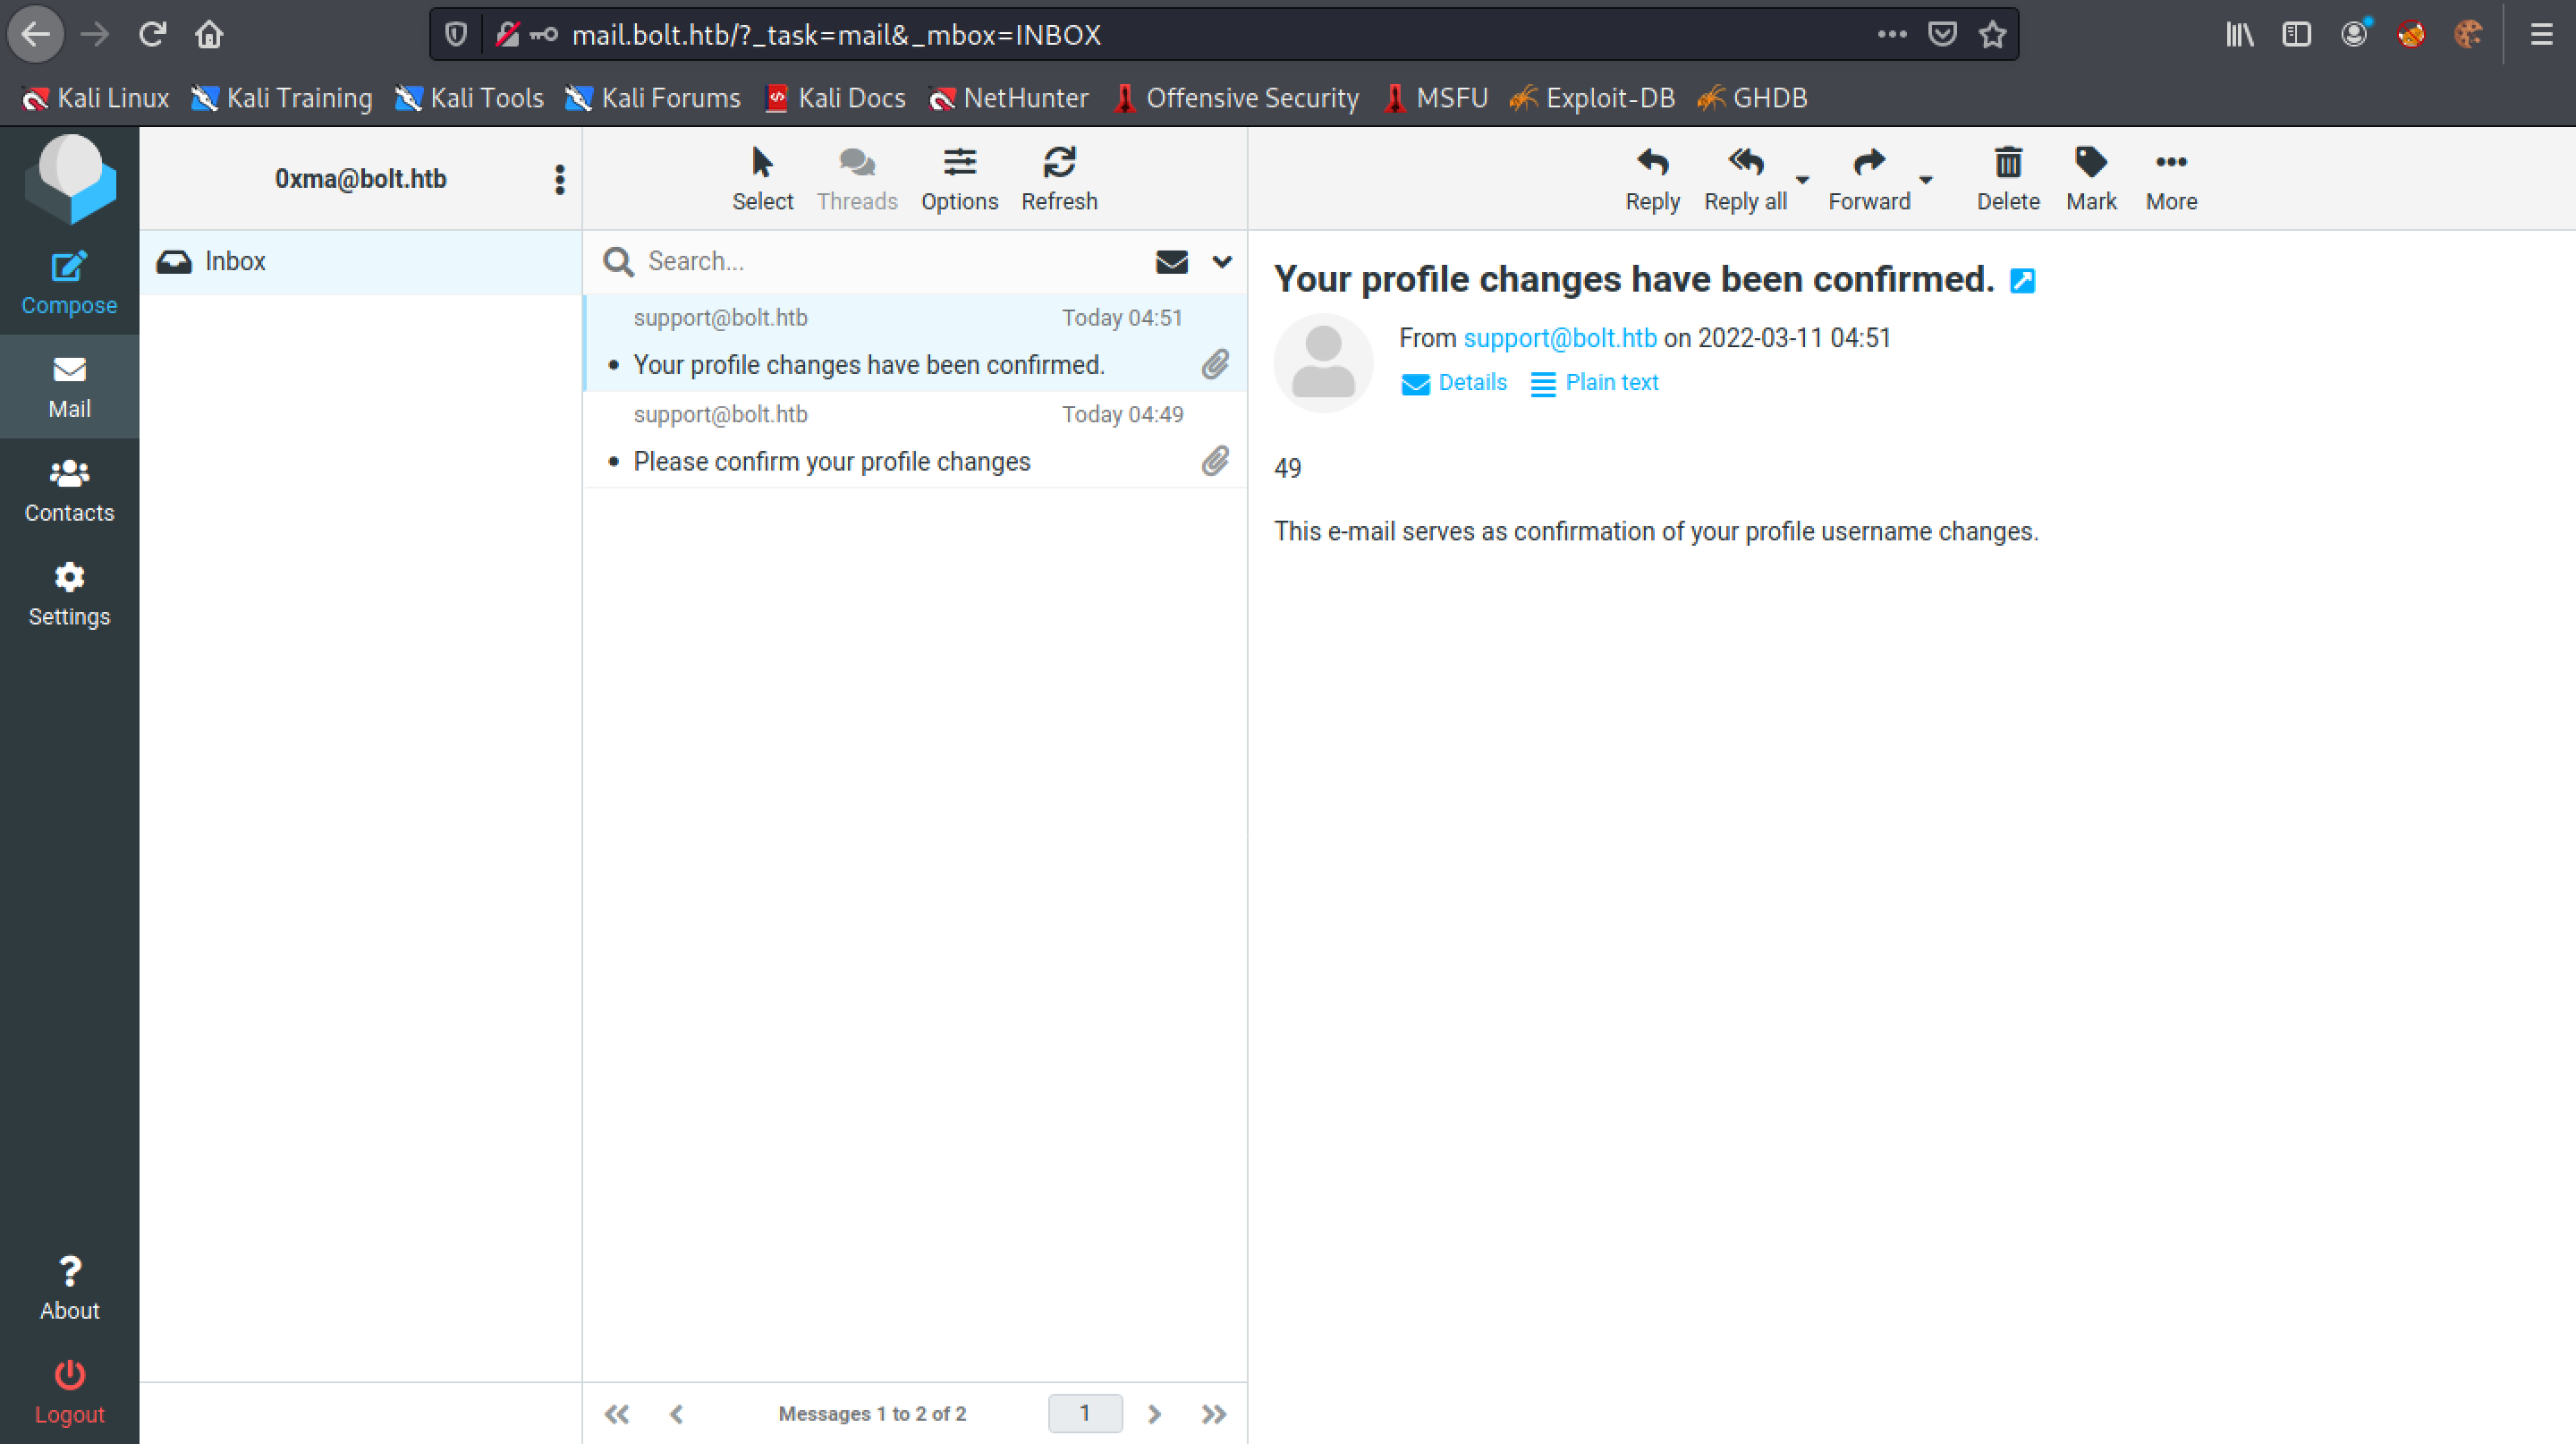 mail.bolt.htb/?_task=mail&_mbox=INBOX
Kali Linux Kali Training Kali Tools Kali Forums Kali Docs NetHunter Offensive Security MSFU Exploit-DB GHDB
0xma@bolt.htb
Select Threads Options Refresh
Reply Reply all Forward Delete Mark More
Compose
Mail
Contacts
Settings
About
Logout
Inbox
Search...
support@bolt.htb Today 04:51
• Your profile changes have been confirmed.
support@bolt.htb Today 04:49
• Please confirm your profile changes
Messages 1 to 2 of 2 1
Your profile changes have been confirmed.
From support@bolt.htb on 2022-03-11 04:51
Details Plain text
49
This e-mail serves as confirmation of your profile username changes.